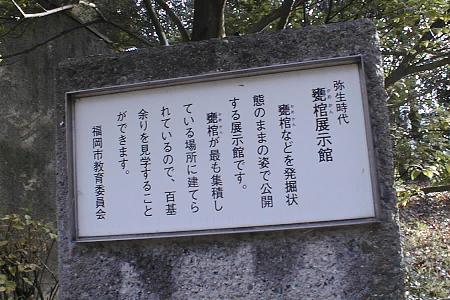 弥生時代
甕棺展示館
甕棺などを発掘状
態のままの姿で公開
する展示館です。
甕棺が最も集積し
ている場所に建てら
れているので、百基
余りを見学すること
ができます。
福岡市教育委員会